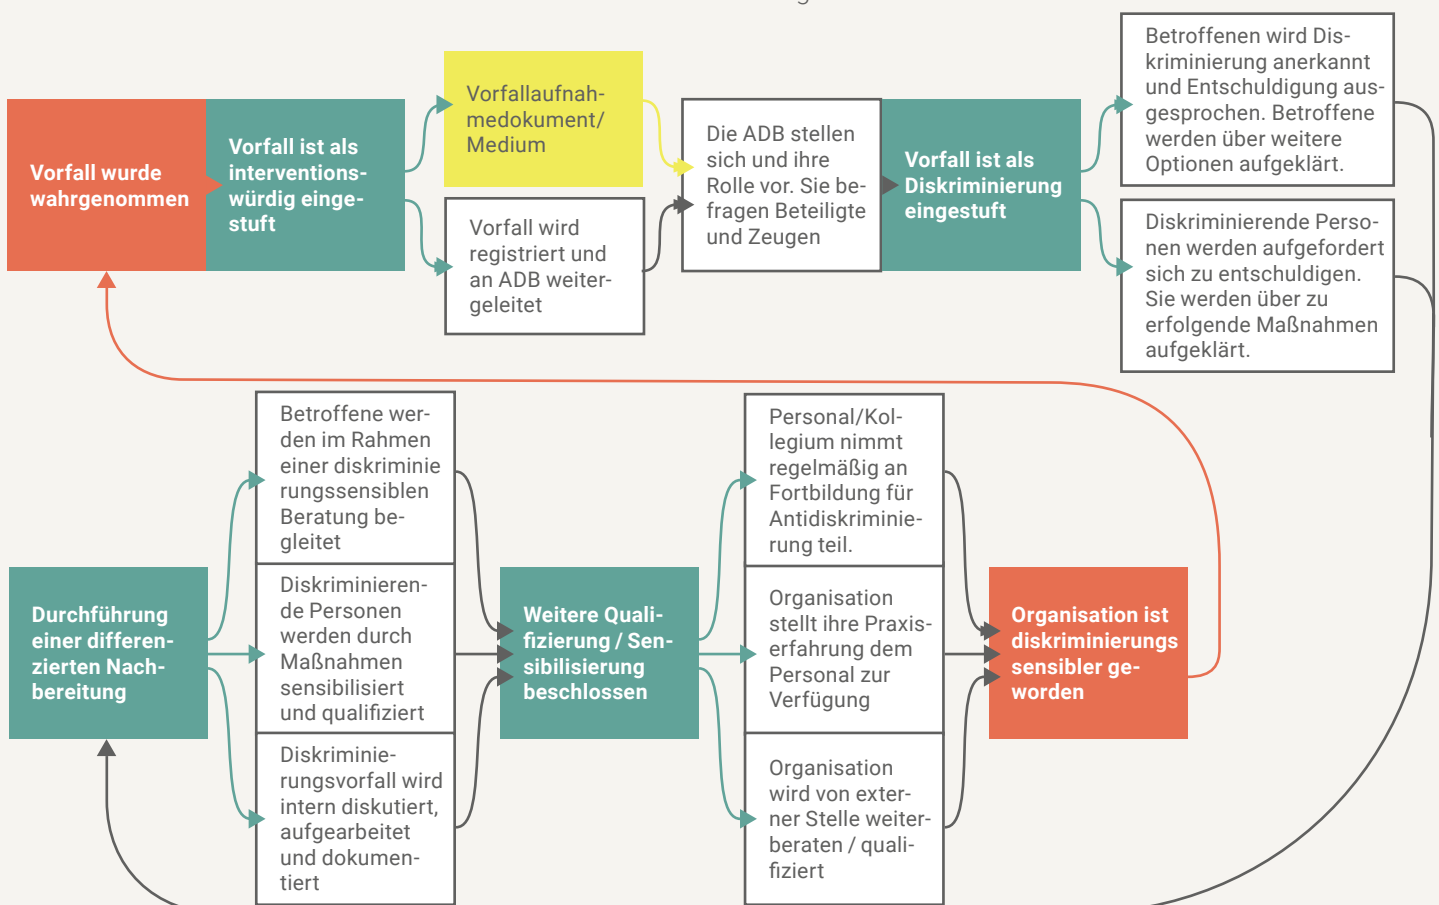 Vorfall wurde
wahrgenommen
Vorfall ist als
interventions-
würdig einge-
stuft
Vorfallaufnah-
medokument/
Medium
Vorfall wird
registriert und
an ADB weiter-
geleitet
Die ADB stellen
sich und ihre
Rolle vor. Sie be-
fragen Beteiligte
und Zeugen
Vorfall ist als
Diskriminierung
eingestuft
Betroffenen wird Dis-
kriminierung anerkannt
und Entschuldigung aus-
gesprochen. Betroffene
werden über weitere
Optionen aufgeklärt.
Diskriminierende Perso-
nen werden aufgefordert
sich zu entschuldigen.
Sie werden über zu
erfolgende Maßnahmen
aufgeklärt.
Durchführung
einer differen-
zierten Nach-
bereitung
Betroffene wer-
den im Rahmen
einer diskriminie
rungssensiblen
Beratung be-
gleitet
Diskriminieren-
de Personen
werden durch
Maßnahmen
sensibilisiert
und qualifiziert
Diskriminie-
rungsvorfall wird
intern diskutiert,
aufgearbeitet
und dokumen-
tiert
Weitere Quali-
fizierung / Sen-
sibilisierung
beschlossen
Personal/Kol-
legium nimmt
regelmäßig an
Fortbildung für
Antidiskriminie-
rung teil.
Organisation
stellt ihre Praxis-
erfahrung dem
Personal zur
Verfügung
Organisation
wird von exter-
ner Stelle weiter-
beraten / quali-
fiziert
Organisation ist
diskriminierungs
sensibler ge-
worden